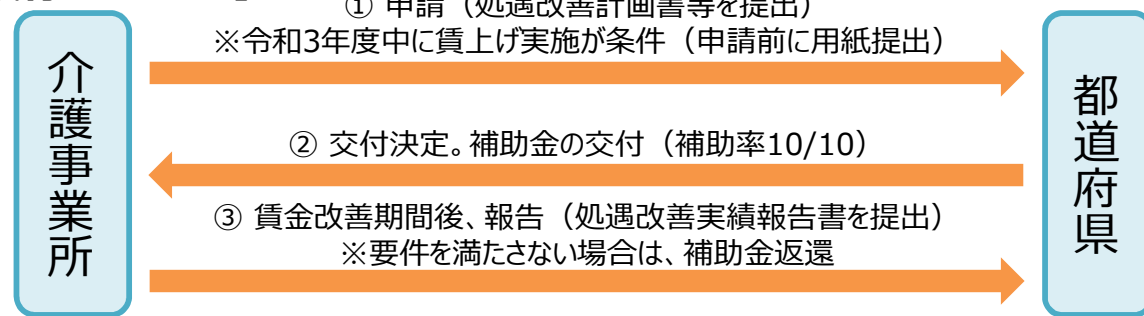 ① 申請（処遇改善計画書等を提出）
※令和3年度中に賃上げ実施が条件（申請前に用紙提出）
介護事業所
② 交付決定。補助金の交付（補助率10/10）
都道府県
③ 賃金改善期間後、報告（処遇改善実績報告書を提出）
※要件を満たさない場合は、補助金返還